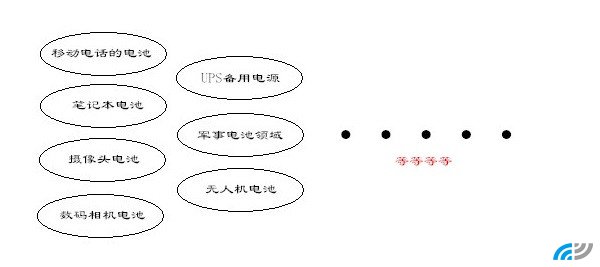 移动电话的电池
UPS备用电源
笔记本电池
军事电池领域
摄像头电池
无人机电池
数码相机电池
等等等等